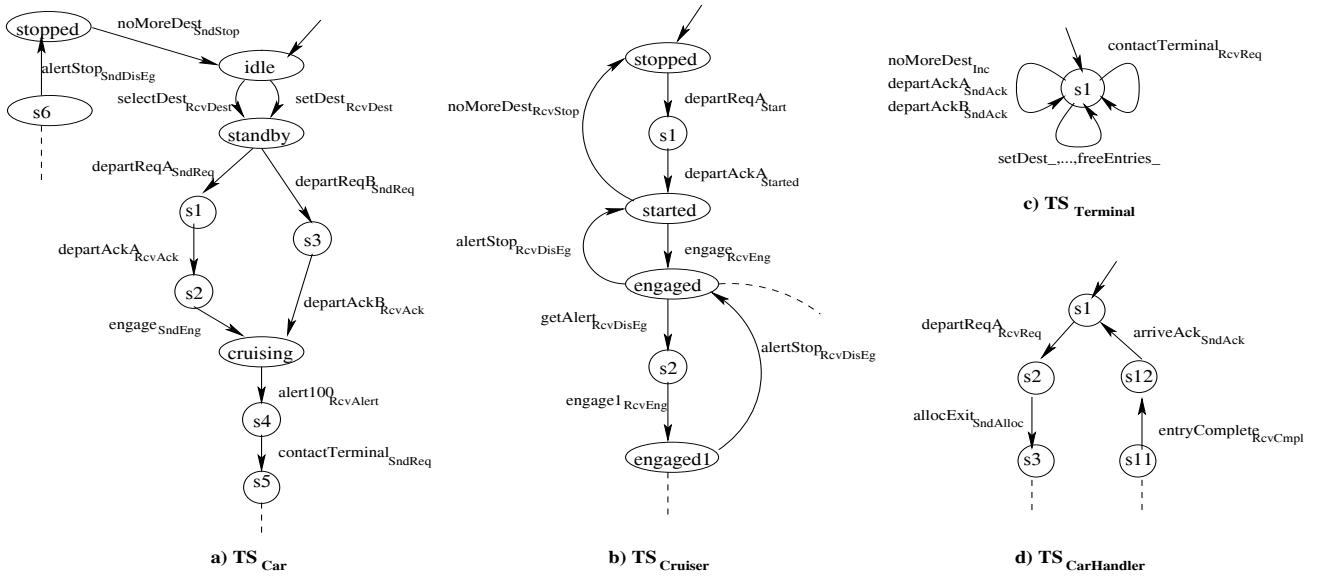 stopped
noMoreDest SndStop
alertStop SndDisEg
s6
idle
selectDest RcvDest
setDest RcvDest
standby
departReqA SndReq
departReqB SndReq
s1
s3
departAckA RcvAck
s2
departAckB RcvAck
engage SndEng
cruising
alert100 RcvAlert
s4
contactTerminal SndReq
s5
a) TS Car
stopped
noMoreDest RcvStop
departReqA Start
s1
departAckA Started
started
alertStop RcvDisEg
engage RcvEng
engaged
getAlert RcvDisEg
alertStop RcvDisEg
s2
engage1 RcvEng
engaged1
b) TS Cruiser
contactTerminal RcvReq
noMoreDest Inc
departAckA SndAck
departAckB SndAck
s1
setDest_,...,freeEntries_
c) TS Terminal
s1
departReqA RcvReq
arriveAck SndAck
s2
s12
allocExit SndAlloc
entryComplete RcvCmpl
s3
s11
d) TS CarHandler